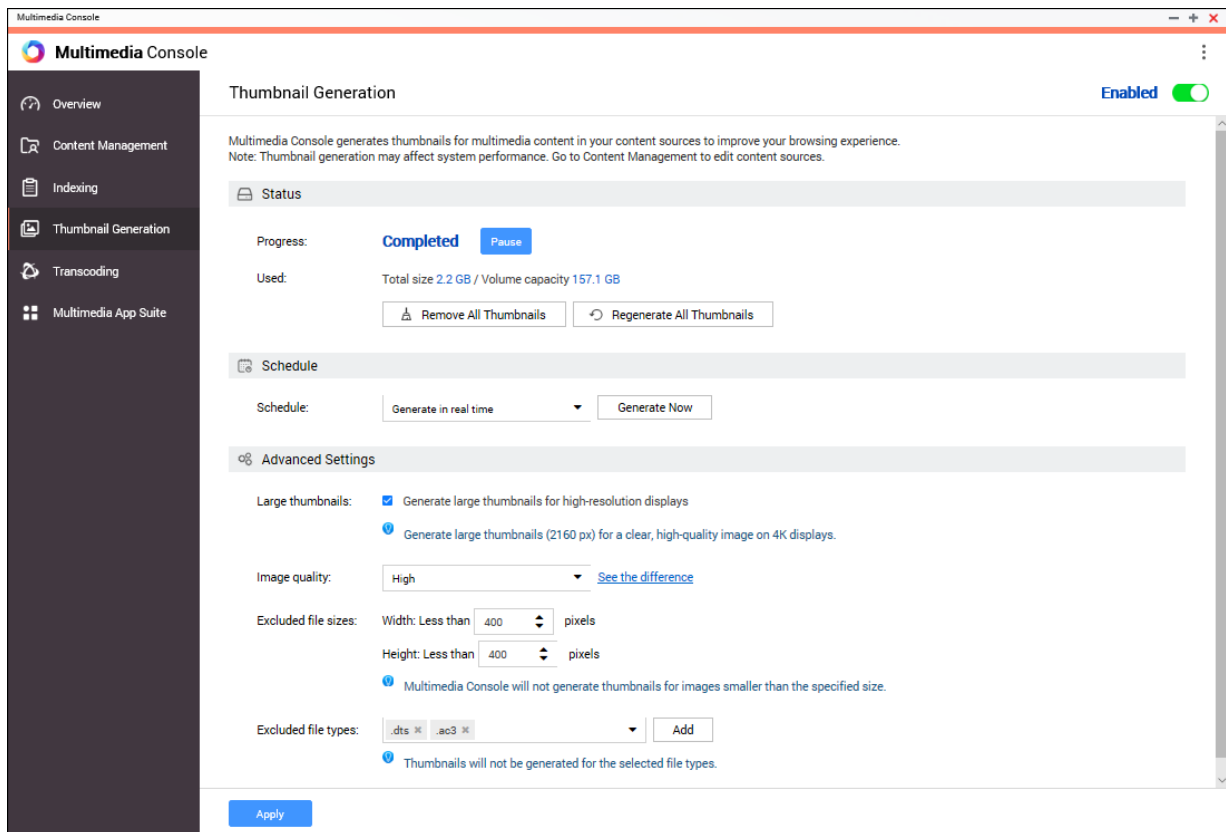 Multimedia Console
Multimedia Console
Overview
Content Management
Indexing
Thumbnail Generation
Transcoding
Multimedia App Suite
Thumbnail Generation
Enabled
Multimedia Console generates thumbnails for multimedia content in your content sources to improve your browsing experience.
Note: Thumbnail generation may affect system performance. Go to Content Management to edit content sources.
Status
Progress: Completed Pause
Used: Total size 2.2 GB / Volume capacity 157.1 GB
Remove All Thumbnails Regenerate All Thumbnails
Schedule
Schedule: Generate in real time Generate Now
Advanced Settings
Large thumbnails: Generate large thumbnails for high-resolution displays
Generate large thumbnails (2160 px) for a clear, high-quality image on 4K displays.
Image quality: High See the difference
Excluded file sizes: Width: Less than 400 pixels
Height: Less than 400 pixels
Multimedia Console will not generate thumbnails for images smaller than the specified size.
Excluded file types: .dts .ac3 Add
Thumbnails will not be generated for the selected file types.
Apply